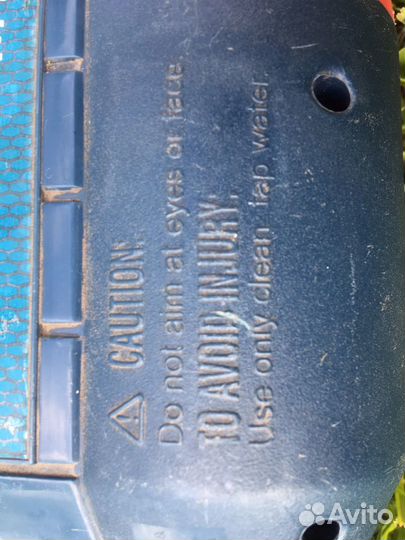 ⚠ CAUTION:
Do not aim at eyes or face.
TO AVOID INJURY.
Use only clean tap water.
Avito